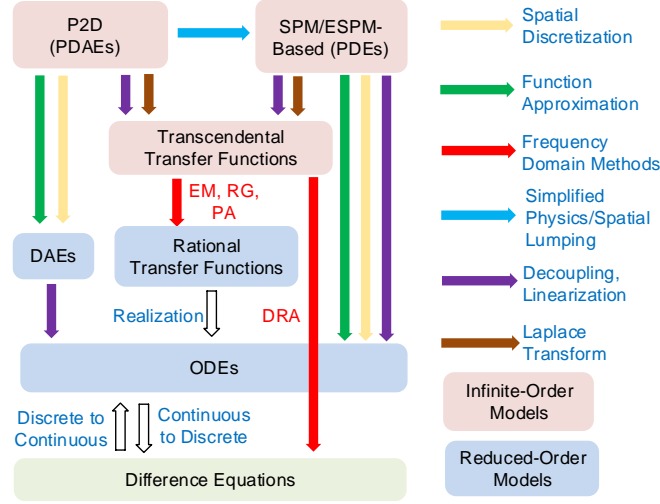 P2D
(PDAEs)
SPM/ESPM-
Based (PDEs)
Transcendental
Transfer Functions
EM, RG,
PA
DAEs
Rational
Transfer Functions
Realization
DRA
ODEs
Discrete to
Continuous
Continuous
to Discrete
Difference Equations
Spatial
Discretization
Function
Approximation
Frequency
Domain Methods
Simplified
Physics/Spatial
Lumping
Decoupling,
Linearization
Laplace
Transform
Infinite-Order
Models
Reduced-Order
Models